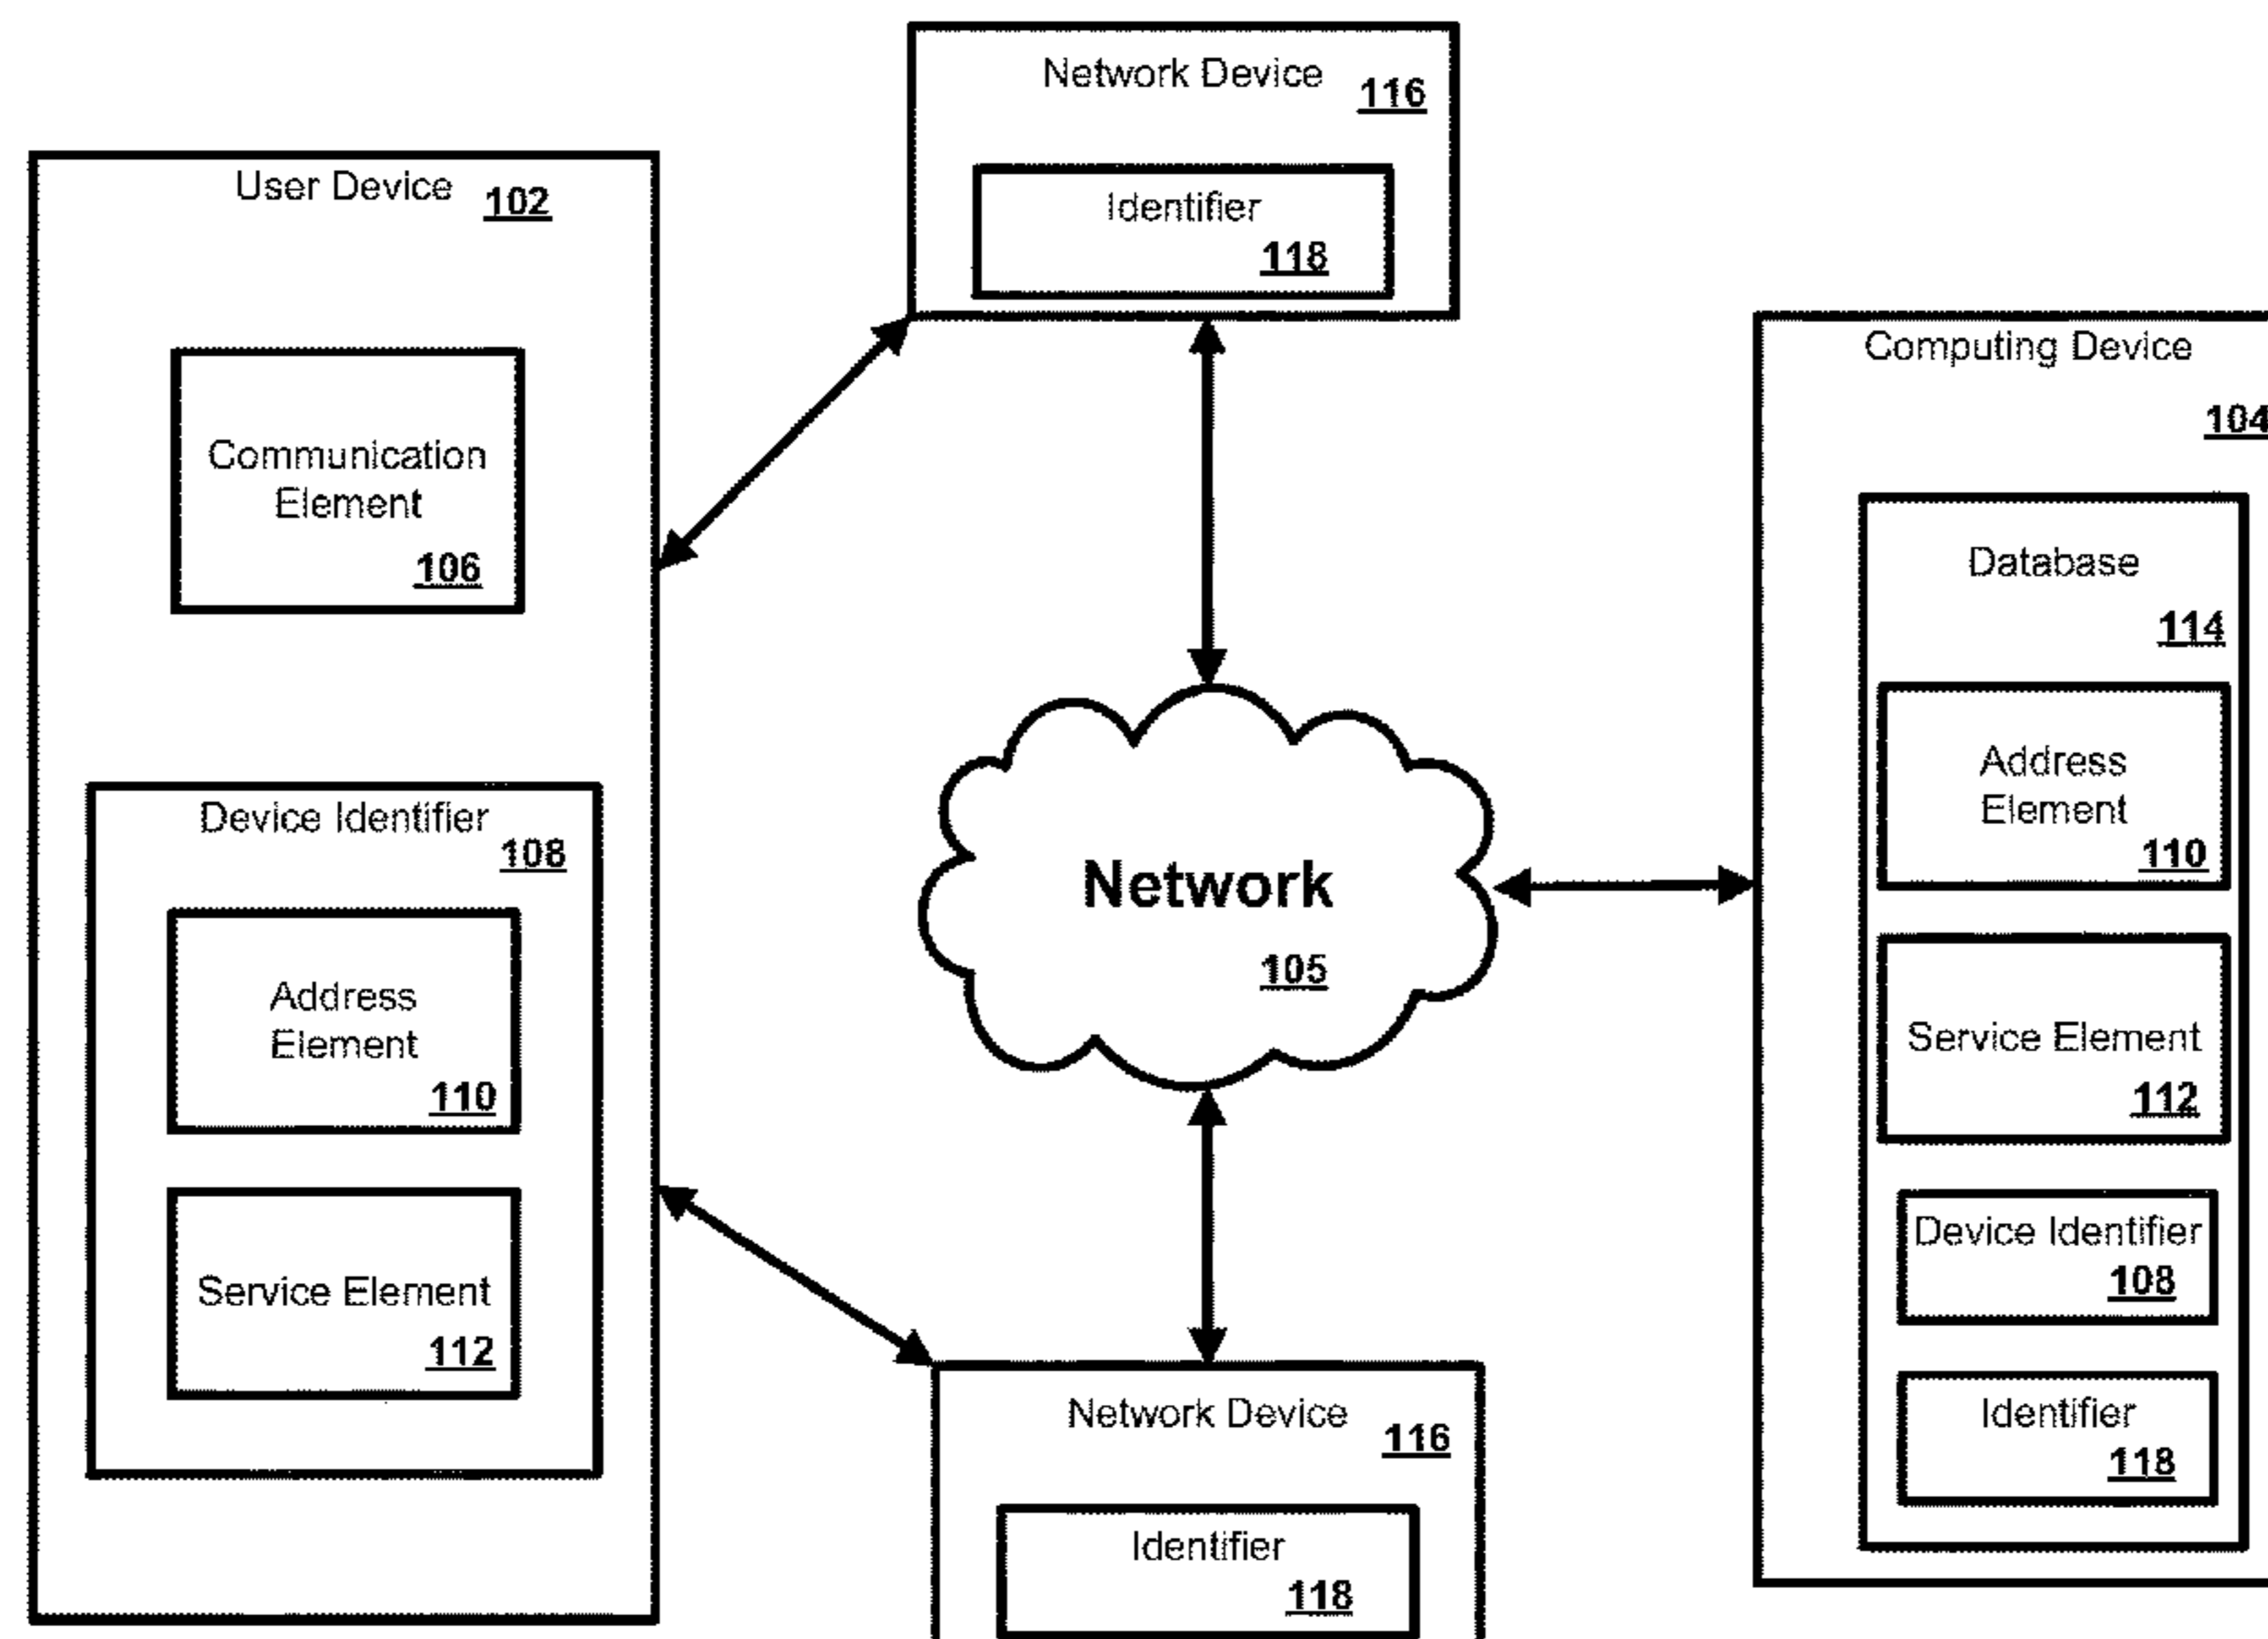 User Device 102
Communication
Element
106
Device Identifier
108
Address
Element
110
Service Element
112
Network Device
116
Identifier
118
Network
105
Network Device
116
Identifier
118
Computing Device
104
Database
114
Address
Element
110
Service Element
112
Device Identifier
108
Identifier
118